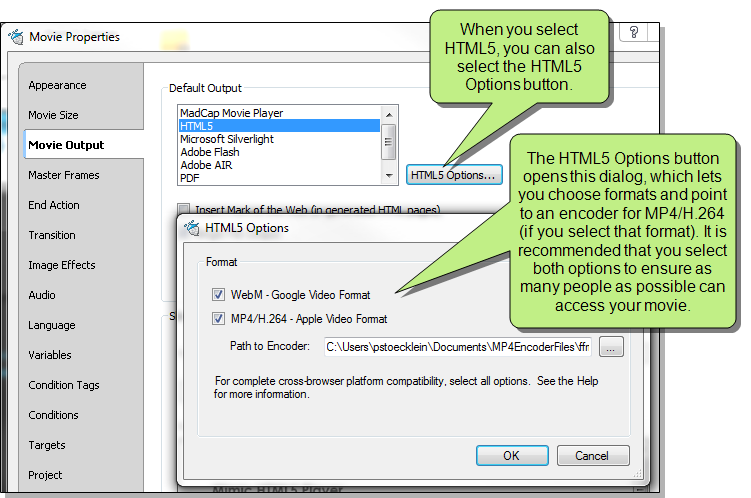 Movie Properties
?
When you select
HTML5, you can also
select the HTML5
Options button.
Appearance
Movie Size
Movie Output
Master Frames
End Action
Transition
Image Effects
Audio
Language
Variables
Condition Tags
Conditions
Targets
Project
Default Output
MadCap Movie Player
HTML5
Microsoft Silverlight
Adobe Flash
Adobe AIR
PDF
HTML5 Options...
Insert Mark of the Web (in generated HTML pages)
The HTML5 Options button
opens this dialog, which lets
you choose formats and point
to an encoder for MP4/H.264
(if you select that format). It is
recommended that you select
both options to ensure as
many people as possible can
access your movie.
S
HTML5 Options
Format
WebM - Google Video Format
MP4/H.264 - Apple Video Format
Path to Encoder: C:\Users\pstoecklein\Documents\MP4EncoderFiles\ffr ...
For complete cross-browser platform compatibility, select all options. See the Help
for more information.
OK Cancel
Mimic HTML5 Player